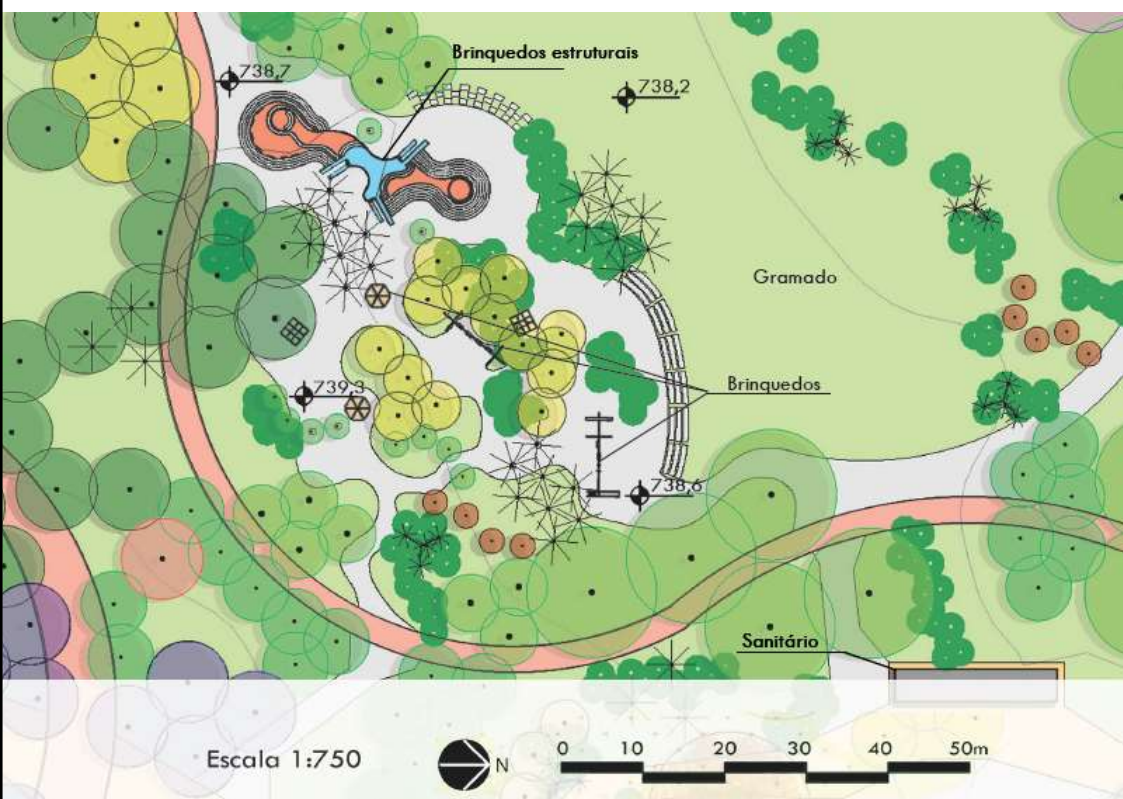 Brinquedos estruturais
738,7
738,2
Gramado
739,3
Brinquedos
738,6
Sanitário
Escala 1:750
N
0 10 20 30 40 50m